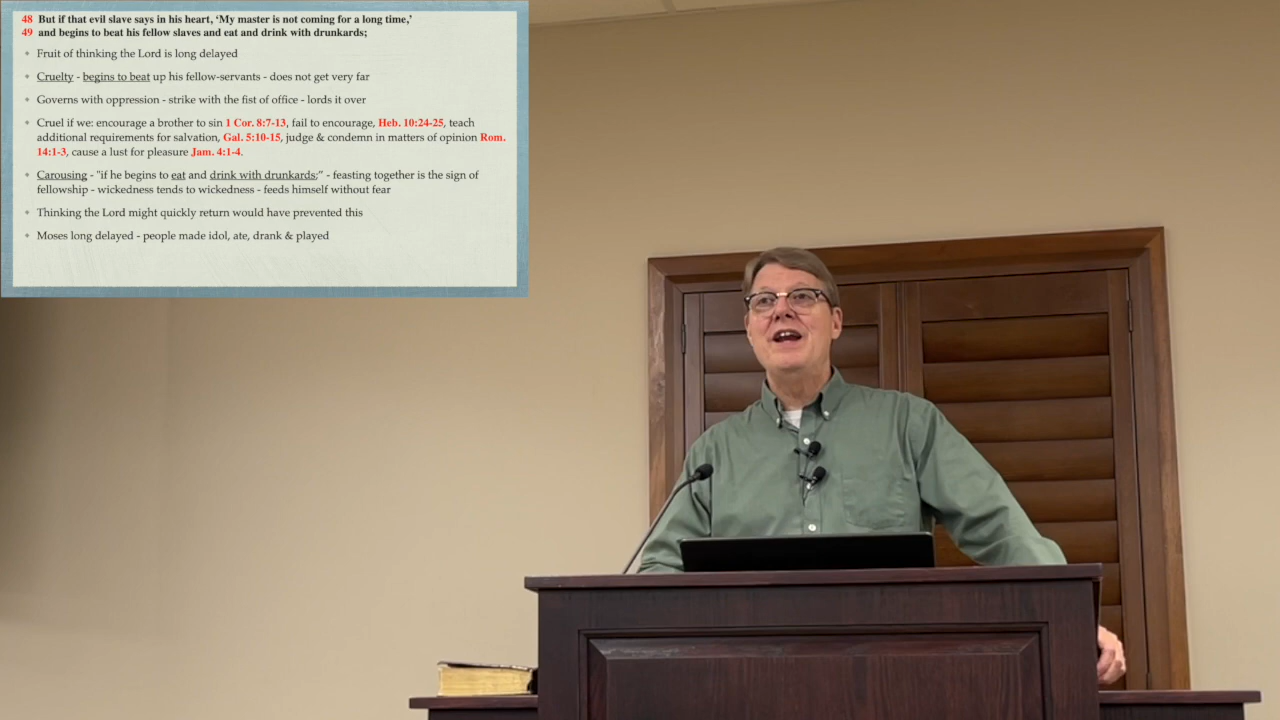 48 But if that evil slave says in his heart, ‘My master is not coming for a long time,’
49 and begins to beat his fellow slaves and eat and drink with drunkards;
Fruit of thinking the Lord is long delayed
Cruelty - begins to beat up his fellow-servants - does not get very far
Governs with oppression - strike with the fist of office - lords it over
Cruel if we: encourage a brother to sin 1 Cor. 8:7-13, fail to encourage, Heb. 10:24-25, teach
additional requirements for salvation, Gal. 5:10-15, judge & condemn in matters of opinion Rom.
14:1-3, cause a lust for pleasure Jam. 4:1-4.
Carousing - "if he begins to eat and drink with drunkards;” - feasting together is the sign of
fellowship - wickedness tends to wickedness - feeds himself without fear
Thinking the Lord might quickly return would have prevented this
Moses long delayed - people made idol, ate, drank & played